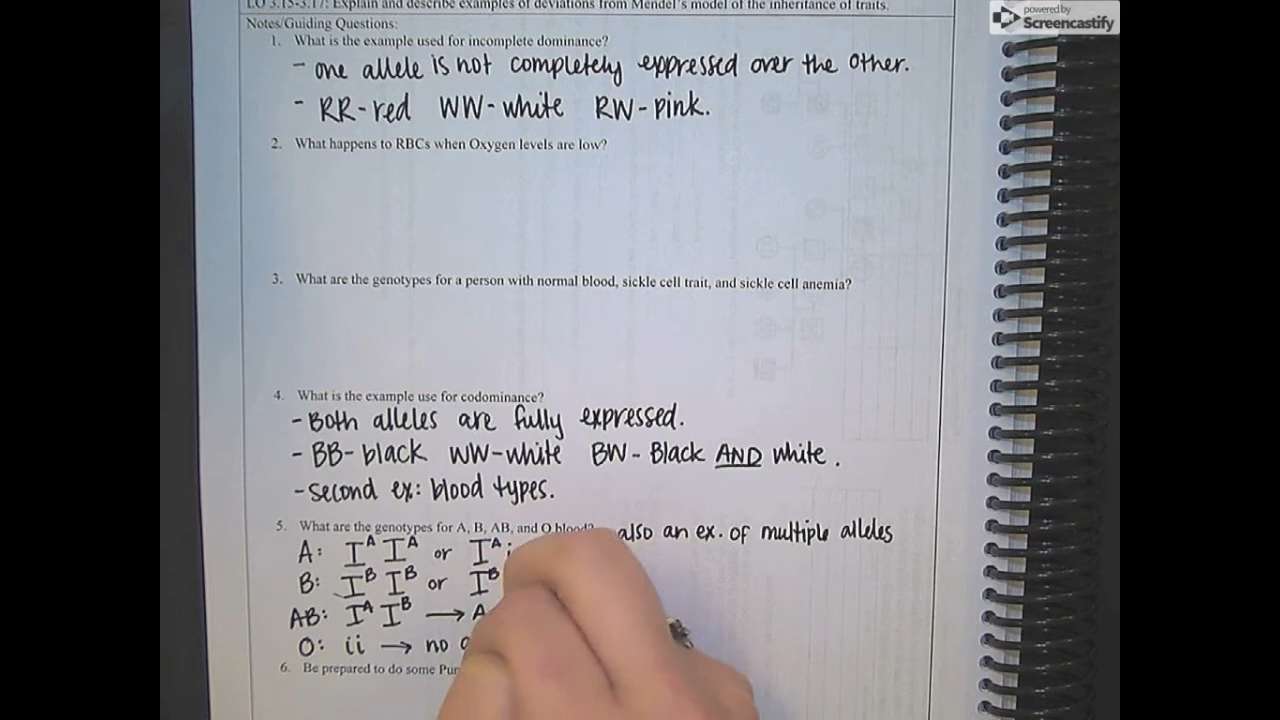 LO 3.15-3.17: Explain and describe examples of deviations from Mendel's model of the inheritance of traits.
powered by
Screencastify
Notes/Guiding Questions:
1. What is the example used for incomplete dominance?
- one allele is not completely expressed over the other.
- RR-red WW-white RW-pink.
2. What happens to RBCs when Oxygen levels are low?
3. What are the genotypes for a person with normal blood, sickle cell trait, and sickle cell anemia?
4. What is the example use for codominance?
- Both alleles are fully expressed.
- BB-black WW-white BW-Black AND white.
- second ex: blood types.
5. What are the genotypes for A, B, AB, and O blood?
also an ex. of multiple alleles
A: I^A I^A or I^A i
B: I^B I^B or I^B
AB: I^A I^B → A
O: ii → no
6. Be prepared to do some